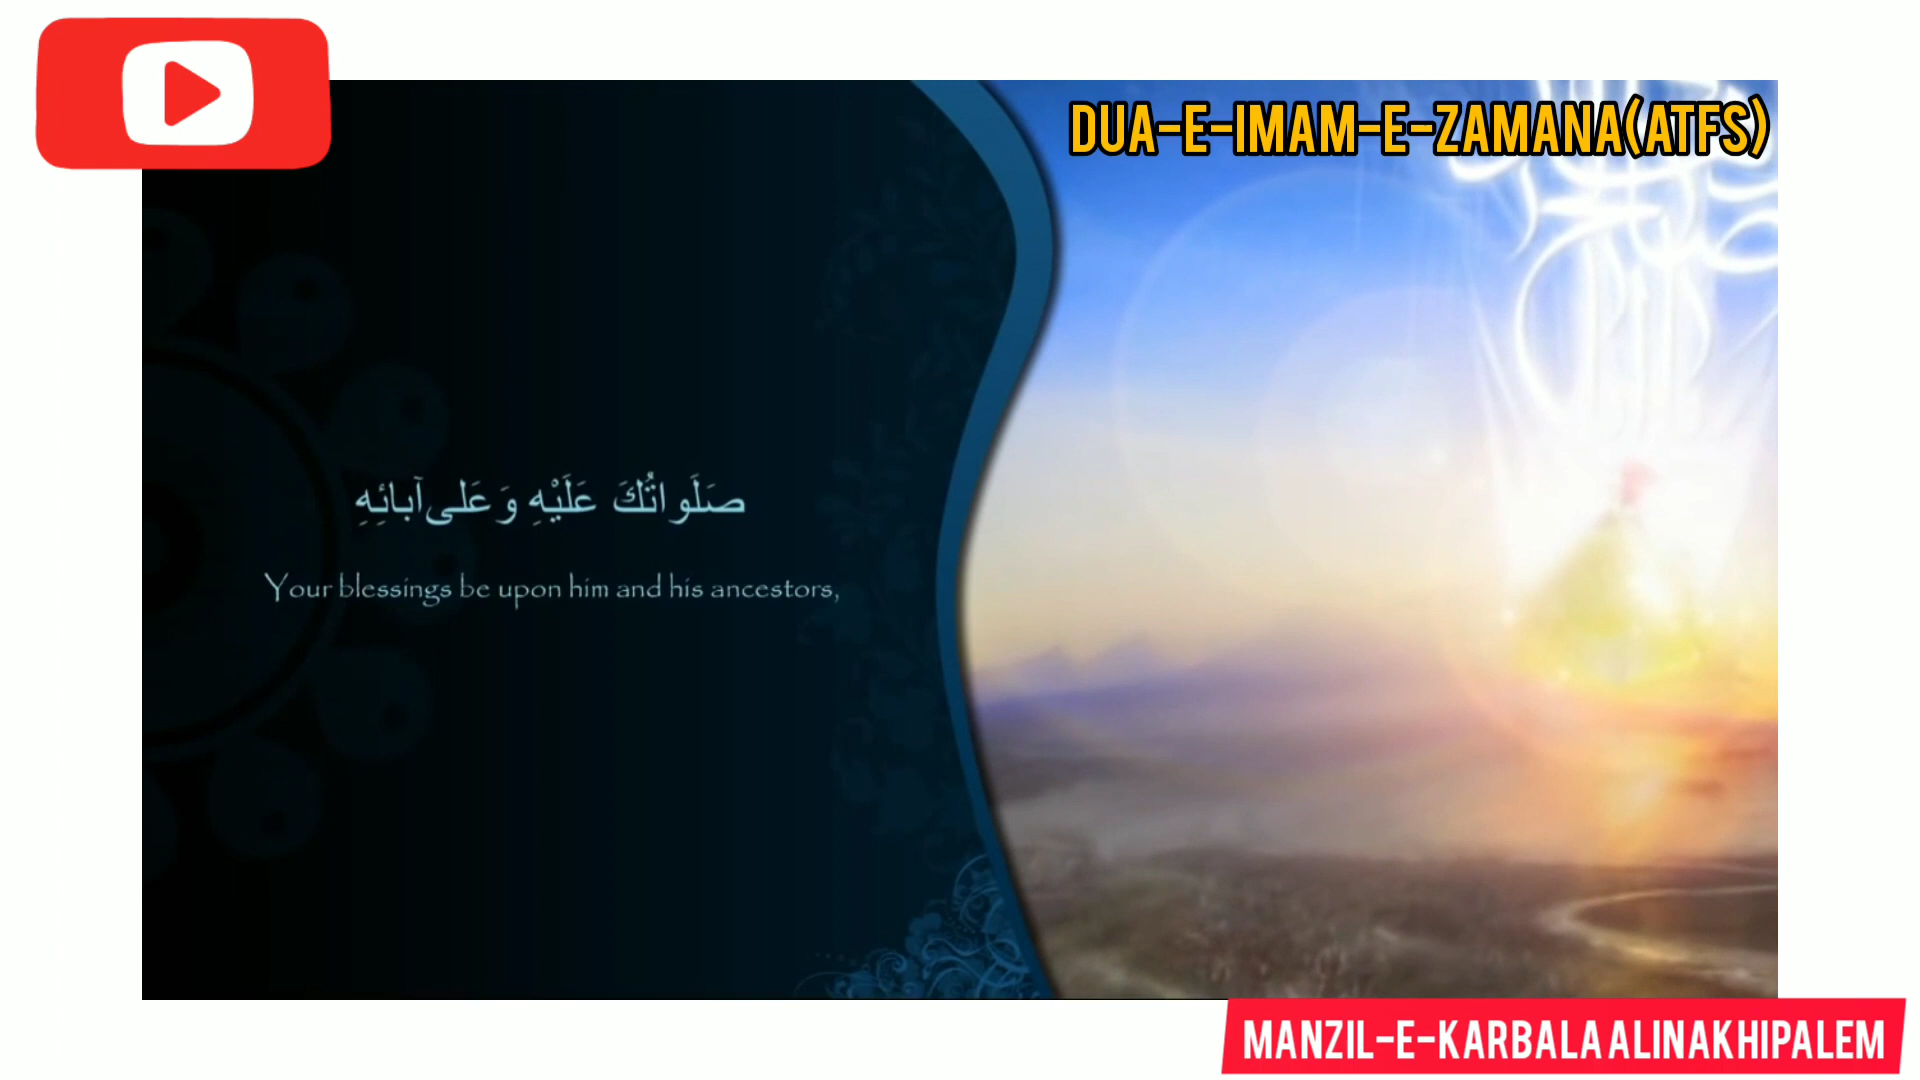 DUA-E-IMAM-E-ZAMANA(ATFS)
صَلَواتُكَ عَلَيْهِ وَعَلى آبائِهِ
Your blessings be upon him and his ancestors,
MANZIL-E-KARBALA ALINAKHIPALEM